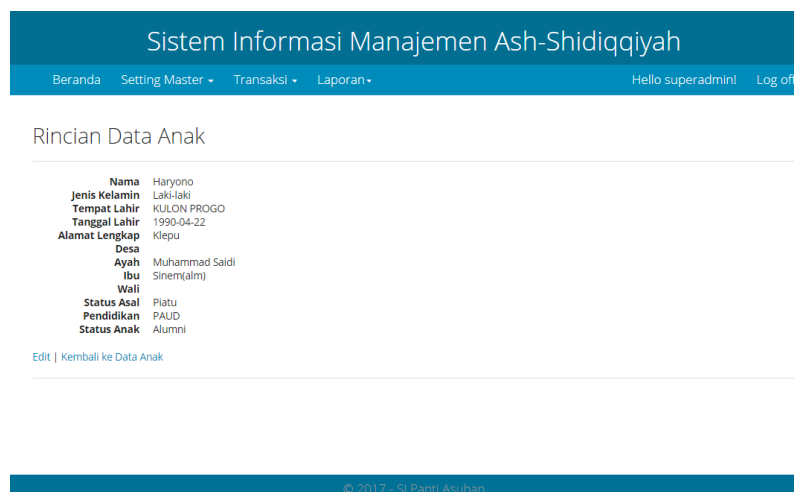 Sistem Informasi Manajemen Ash-Shidiqqiyah
Beranda Setting Master Transaksi Laporan Hello superadmin! Log off
Rincian Data Anak
Nama Haryono
Jenis Kelamin Laki-laki
Tempat Lahir KULON PROGO
Tanggal Lahir 1990-04-22
Alamat Lengkap Klepu
Desa
Ayah Muhammad Saidi
Ibu Sinem(alm)
Wali
Status Asal Piatu
Pendidikan PAUD
Status Anak Alumni
Edit | Kembali ke Data Anak
© 2017 - SI Panti Asuhan